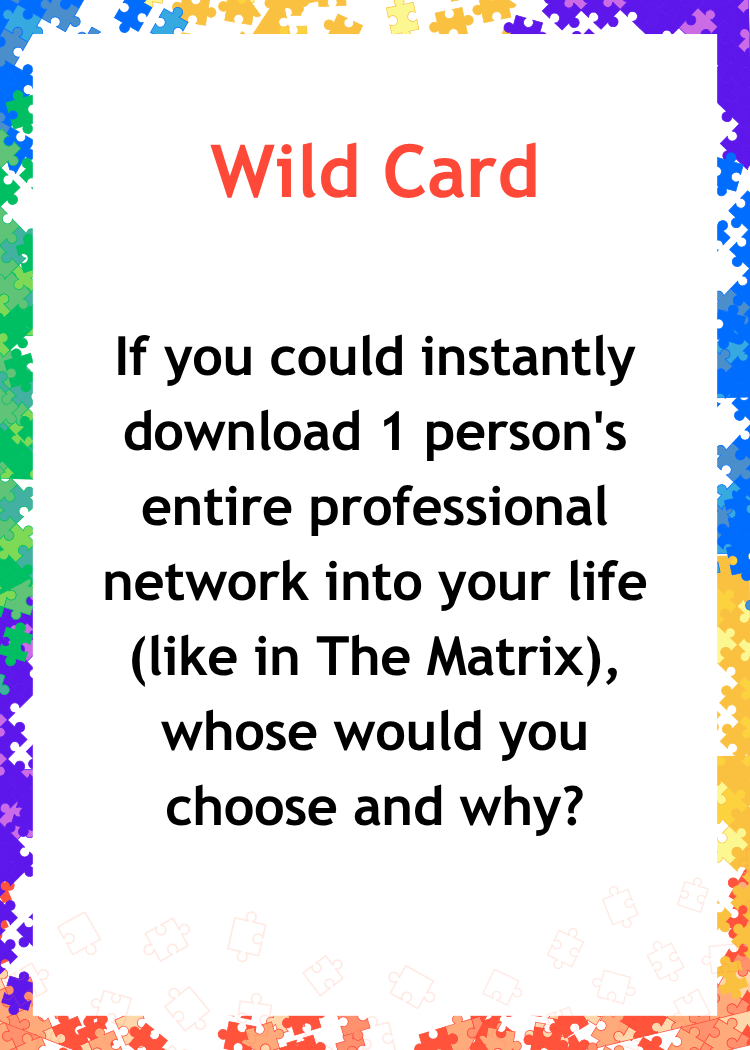 Wild Card
If you could instantly
download 1 person's
entire professional
network into your life
(like in The Matrix),
whose would you
choose and why?